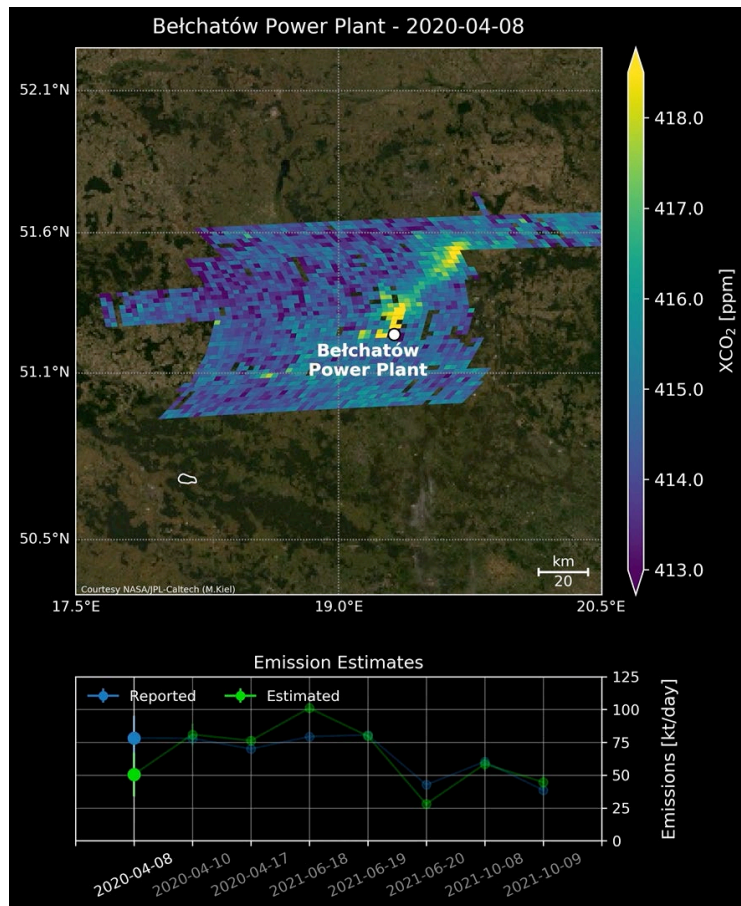 Bełchatów Power Plant - 2020-04-08
52.1°N
51.6°N
51.1°N
50.5°N
17.5°E
19.0°E
20.5°E
Bełchatów
Power Plant
km
20
Courtesy NASA/JPL-Caltech (M.Kiel)
418.0
417.0
416.0
415.0
414.0
413.0
XCO₂ [ppm]
Emission Estimates
Reported
Estimated
125
100
75
50
25
0
Emissions [kt/day]
2020-04-08
2020-04-10
2020-04-17
2021-06-18
2021-06-19
2021-06-20
2021-10-08
2021-10-09